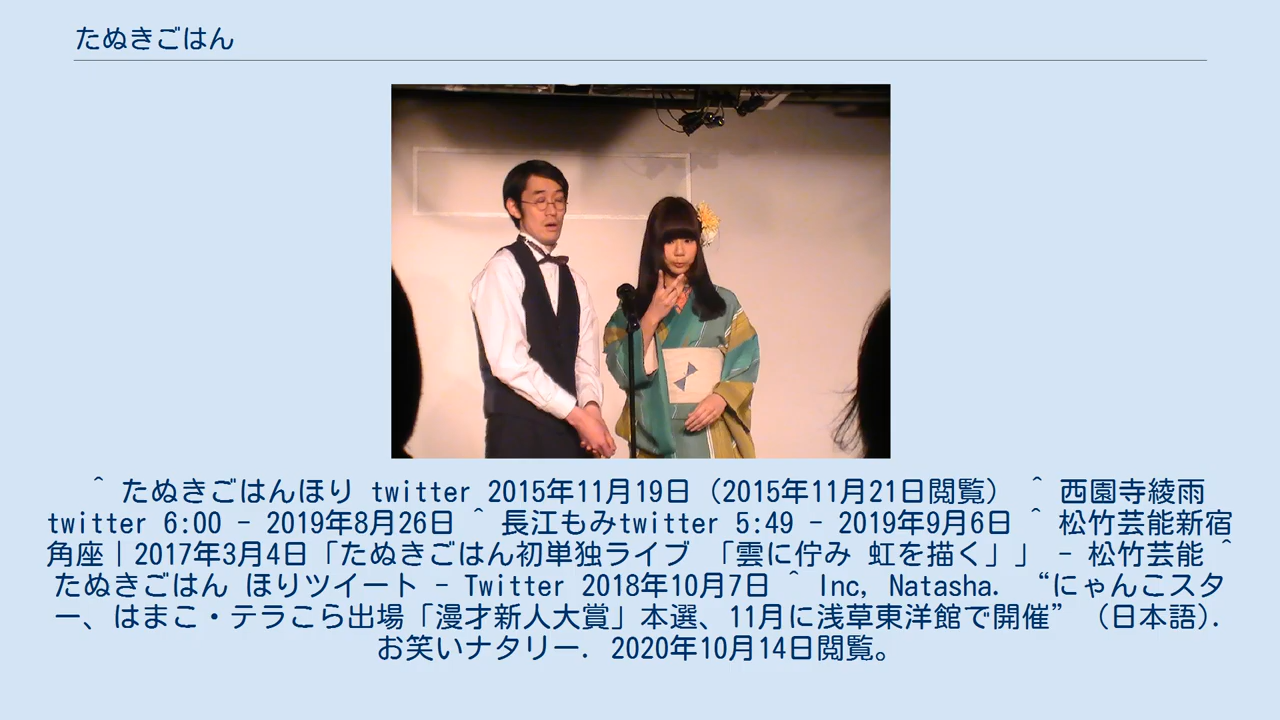 たぬきごはん
^ たぬきごはんほり twitter 2015年11月19日（2015年11月21日閲覧） ^ 西園寺綾雨
twitter 6:00 - 2019年8月26日 ^ 長江もみtwitter 5:49 - 2019年9月6日 ^ 松竹芸能新宿
角座｜2017年3月4日「たぬきごはん初単独ライブ 「雲に佇み 虹を描く」」 - 松竹芸能 ^
たぬきごはん ほりツイート - Twitter 2018年10月7日 ^ Inc, Natasha. “にゃんこスタ
ー、はまこ・テラこら出場「漫才新人大賞」本選、11月に浅草東洋館で開催” （日本語）.
お笑いナタリー. 2020年10月14日閲覧。